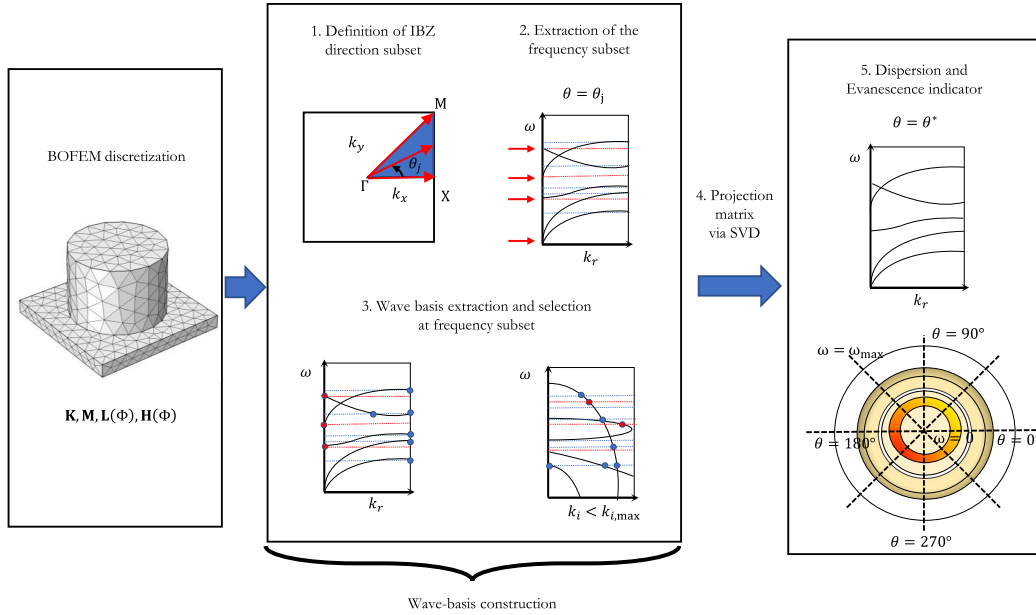 BOFEM discretization
𝐊, 𝐌, 𝐋(Φ), 𝐇(Φ)
1. Definition of IBZ
direction subset
M
k_y
θ_j
Γ
k_x
X
2. Extraction of the
frequency subset
θ = θ_j
ω
k_r
3. Wave basis extraction and selection
at frequency subset
ω
k_r
ω
k_i < k_{i,max}
Wave-basis construction
4. Projection
matrix
via SVD
5. Dispersion and
Evanescence indicator
θ = θ*
ω
k_r
θ = 90°
ω = ω_max
θ = 180°
ω = 0
θ = 0°
θ = 270°